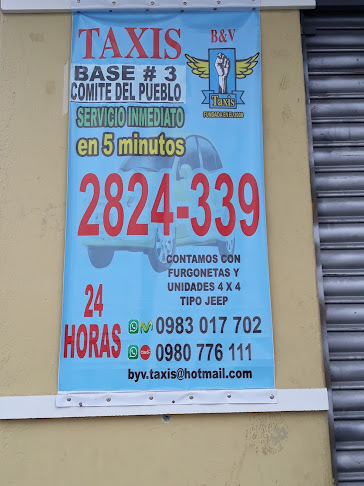 TAXIS
B&V
BASE # 3
COMITE DEL PUEBLO
Taxis
SERVICIO INMEDIATO
en 5 minutos
2824-339
CONTAMOS CON
FURGONETAS Y
UNIDADES 4 X 4
TIPO JEEP
24
HORAS
0983 017 702
claro
0980 776 111
byv.taxis@hotmail.com